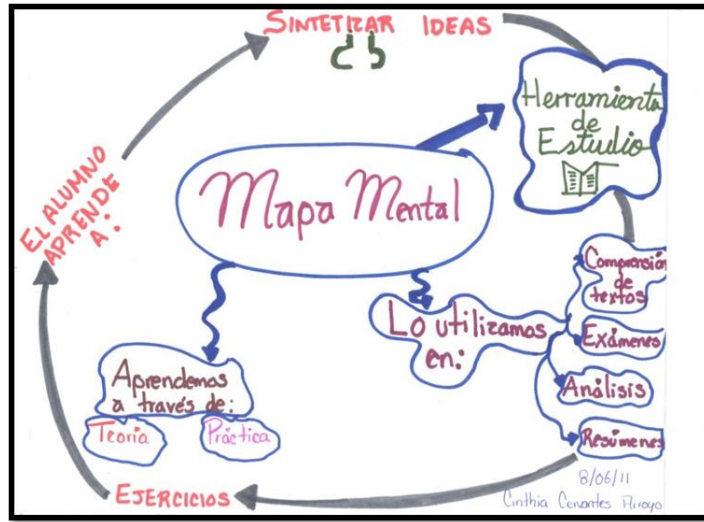 SINTETIZAR IDEAS
Herramienta
de
Estudio
Mapa Mental
EL ALUMNO
APRENDE
A:
Comprensión
de
textos
Lo utilizamos
en:
Exámenes
Análisis
Resúmenes
Aprendemos
a través de:
Teoría
Práctica
EJERCICIOS
8/06/11
Cinthia